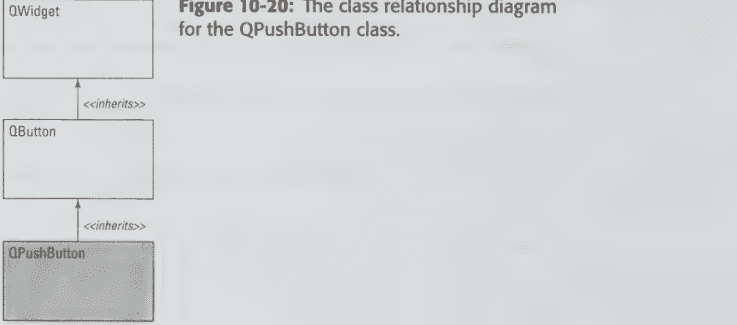 QWidget
Figure 10-20: The class relationship diagram
for the QPushButton class.
<<inherits>>
QButton
<<inherits>>
QPushButton